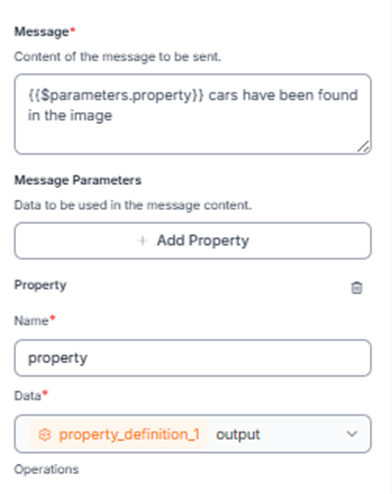 Message*
Content of the message to be sent.
{{$parameters.property}} cars have been found
in the image
Message Parameters
Data to be used in the message content.
+ Add Property
Property
Name*
property
Data*
property_definition_1 output
Operations